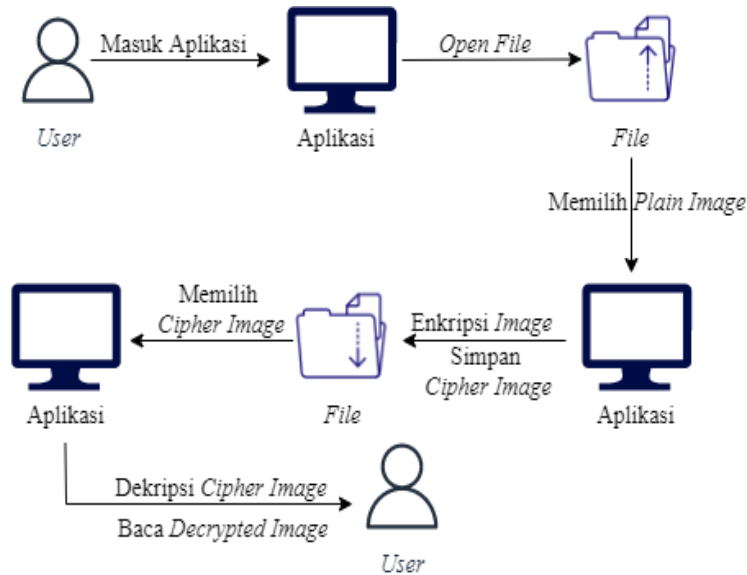 Masuk Aplikasi
Open File
User
Aplikasi
File
Memilih Plain Image
Memilih
Cipher Image
Enkripsi Image
Simpan
Cipher Image
Aplikasi
File
Aplikasi
Dekripsi Cipher Image
Baca Decrypted Image
User